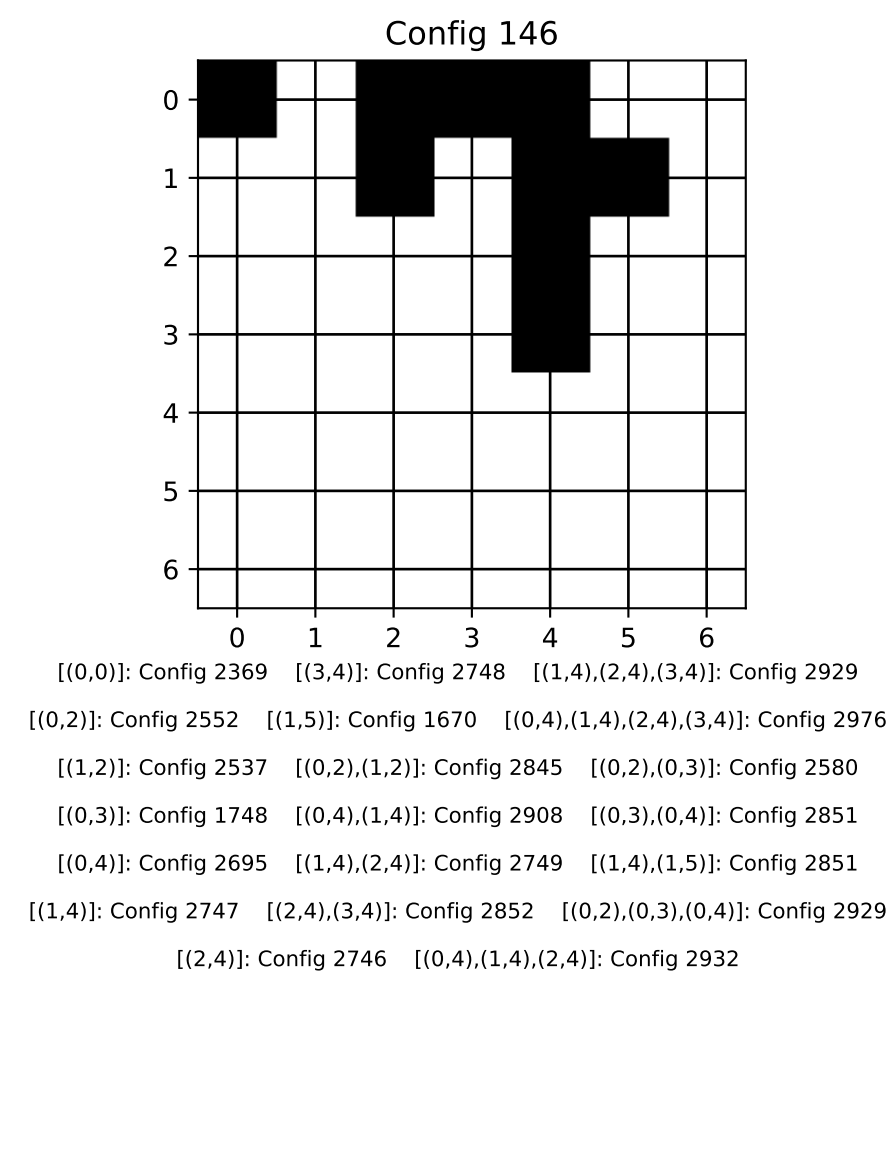 Config 146
0
1
2
3
4
5
6
0 1 2 3 4 5 6
[(0,0)]: Config 2369 [(3,4)]: Config 2748 [(1,4),(2,4),(3,4)]: Config 2929
[(0,2)]: Config 2552 [(1,5)]: Config 1670 [(0,4),(1,4),(2,4),(3,4)]: Config 2976
[(1,2)]: Config 2537 [(0,2),(1,2)]: Config 2845 [(0,2),(0,3)]: Config 2580
[(0,3)]: Config 1748 [(0,4),(1,4)]: Config 2908 [(0,3),(0,4)]: Config 2851
[(0,4)]: Config 2695 [(1,4),(2,4)]: Config 2749 [(1,4),(1,5)]: Config 2851
[(1,4)]: Config 2747 [(2,4),(3,4)]: Config 2852 [(0,2),(0,3),(0,4)]: Config 2929
[(2,4)]: Config 2746 [(0,4),(1,4),(2,4)]: Config 2932